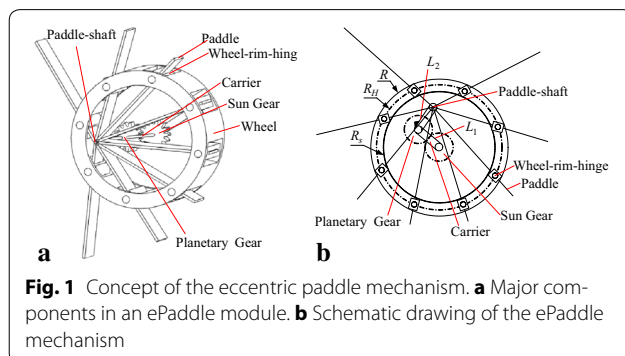 Paddle-shaft
Paddle
Wheel-rim-hing
Carrier
Sun Gear
Wheel
Planetary Gear
a
R
L2
RH
Paddle-shaft
Rs
L1
Wheel-rim-hinge
Paddle
Planetary Gear
Sun Gear
Carrier
b
Fig. 1 Concept of the eccentric paddle mechanism. a Major com-
ponents in an ePaddle module. b Schematic drawing of the ePaddle
mechanism